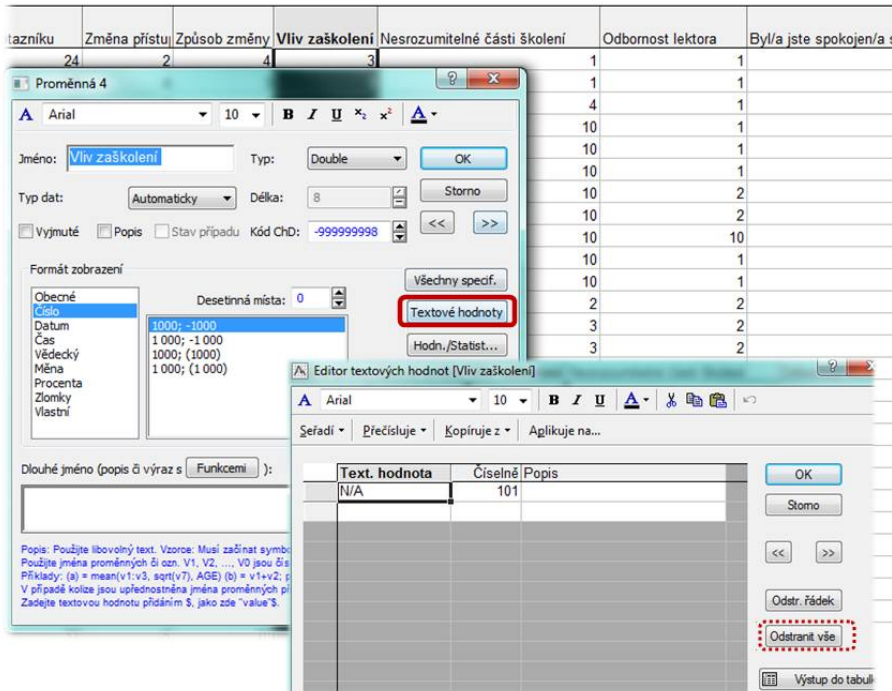 tazníku Změna přístup Způsob změny Vliv zaškolení Nesrozumitelné části školení Odbornost lektora Byl/a jste spokojen/a s
24 2 4 3 1 1
Proměnná 4
1 1
A Arial 10 B I U x₂ x² A
4 1
10 1
Jméno: Vliv zaškolení Typ: Double OK
10 1
10 1
Typ dat: Automaticky Délka: 8 Storno
10 2
10 2
Vyjmuté Popis Stav případu Kód ChD: -999999998 << >>
10 10
10 1
Formát zobrazení
Všechny specif.
10 1
Obecné
Číslo
Datum
Čas
Vědecký
Měna
Procenta
Zlomky
Vlastní
Desetinná místa: 0
1000; -1000
1 000; -1 000
1000; (1000)
1 000; (1 000)
Textové hodnoty
2 2
3 2
Hodn./Statist...
3 2
Dlouhé jméno (popis či výraz s Funkcemi ):
Popis: Použijte libovolný text. Vzorce: Musí začínat
Použijte jména proměnných či ozn. V1, V2, ..., V0 jsou
Příklady: (a) = mean(v1:v3, sqrt(v7), AGE) (b) = v1+v2;
V případě kolize jsou upřednostněna jména proměnných
Zadejte textovou hodnotu přidáním $, jako zde "value"$.
Editor textových hodnot [Vliv zaškolení]
A Arial 10 B I U A
Seřadí Přečísluje Kopíruje z Aplikuje na...
Text. hodnota Číselně Popis
N/A 101
OK
Storno
<< >>
Odstr. řádek
Odstranit vše
Výstup do tabulk